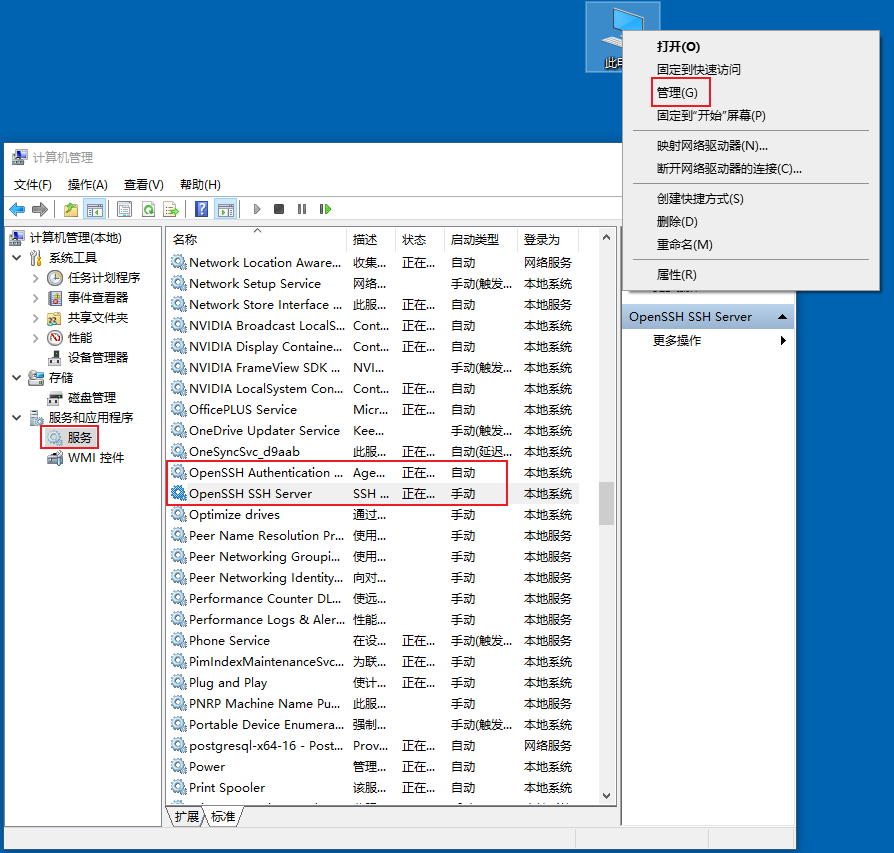 此
打开(O)
固定到快速访问
管理(G)
固定到"开始"屏幕(P)
映射网络驱动器(N)...
断开网络驱动器的连接(C)...
创建快捷方式(S)
删除(D)
重命名(M)
属性(R)
计算机管理
文件(F) 操作(A) 查看(V) 帮助(H)
计算机管理(本地)
系统工具
任务计划程序
事件查看器
共享文件夹
性能
设备管理器
存储
磁盘管理
服务和应用程序
服务
WMI 控件
名称 描述 状态 启动类型 登录为
Network Location Aware... 收集... 正在... 自动 网络服务
Network Setup Service 网络... 手动(触发... 本地系统
Network Store Interface ... 此服... 正在... 自动 本地服务
NVIDIA Broadcast LocalS... Cont... 正在... 自动 本地系统
NVIDIA Display Containe... Cont... 正在... 自动 本地系统
NVIDIA FrameView SDK ... NVI... 手动(触发... 本地系统
NVIDIA LocalSystem Con... Cont... 正在... 自动 本地系统
OfficePLUS Service Micr... 正在... 自动 本地系统
OneDrive Updater Service Kee... 手动(触发... 本地系统
OneSyncSvc_d9aab 此服... 正在... 自动(延迟... 本地系统
OpenSSH Authentication ... Age... 正在... 自动 本地系统
OpenSSH SSH Server SSH ... 正在... 手动 本地系统
Optimize drives 通过... 手动 本地系统
Peer Name Resolution Pr... 使用... 手动 本地服务
Peer Networking Groupi... 使用... 手动 本地服务
Peer Networking Identity... 向对... 手动 本地服务
Performance Counter DL... 使远... 手动 本地服务
Performance Logs & Aler... 性能... 手动 本地服务
Phone Service 在设... 正在... 手动(触发... 本地服务
PimIndexMaintenanceSvc... 为联... 正在... 手动 本地系统
Plug and Play 使计... 正在... 手动 本地系统
PNRP Machine Name Pu... 此服... 手动 本地服务
Portable Device Enumera... 强制... 手动(触发... 本地系统
postgresql-x64-16 - Post... Prov... 正在... 自动 网络服务
Power 管理... 正在... 自动 本地系统
Print Spooler 该服... 正在... 自动 本地系统
扩展 标准
OpenSSH SSH Server
更多操作